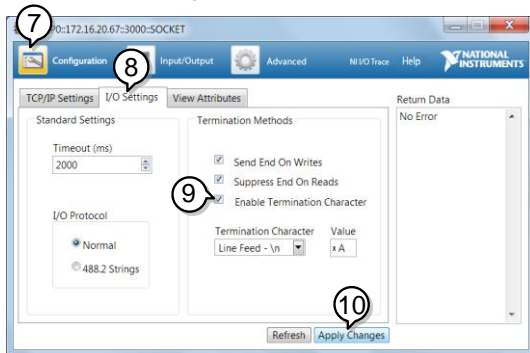 P0::172.16.20.67::3000::SOCKET
7
Configuration
8
Input/Output
Advanced
NI I/O Trace
Help
NATIONAL
INSTRUMENTS
TCP/IP Settings
I/O Settings
View Attributes
Return Data
Standard Settings
Termination Methods
No Error
Timeout (ms)
2000
Send End On Writes
Suppress End On Reads
9
Enable Termination Character
I/O Protocol
Normal
488.2 Strings
Termination Character
Value
Line Feed - \n
x A
10
Refresh
Apply Changes